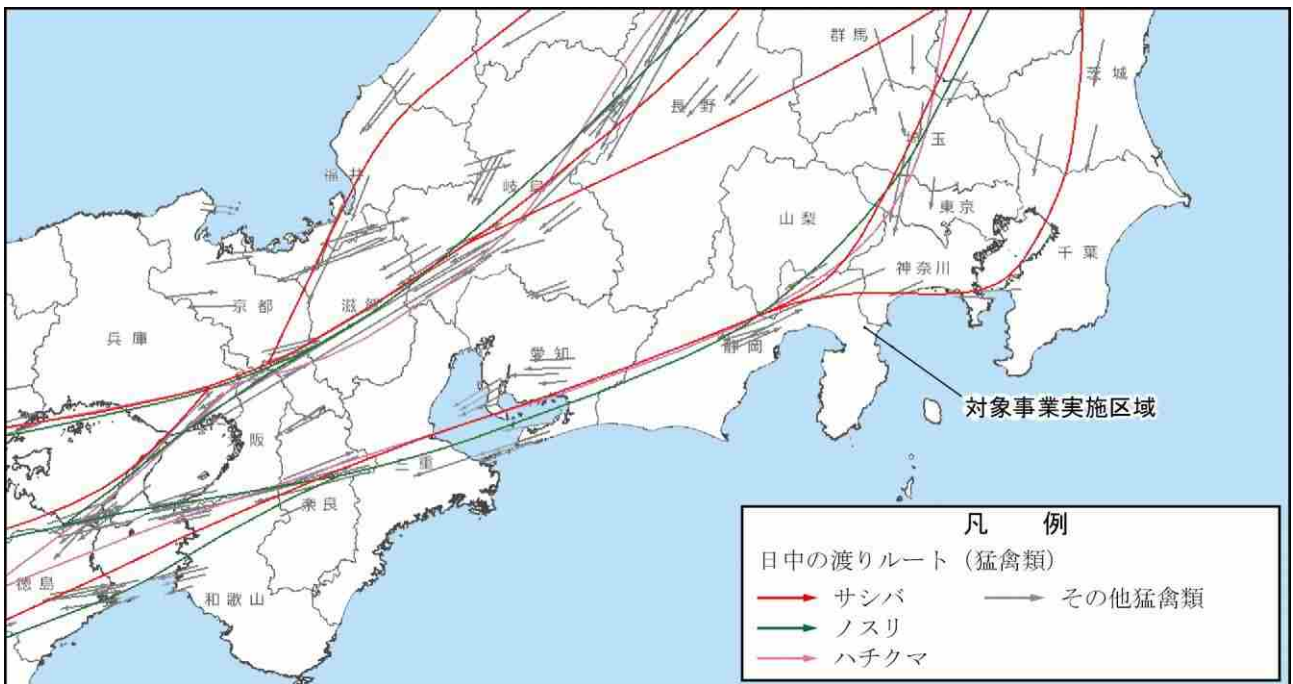 群馬
茨城
長野
埼玉
福井
岐阜
山梨
東京
千葉
神奈川
京都
滋賀
兵庫
愛知
静岡
対象事業実施区域
阪
三重
奈良
徳島
和歌山
凡 例
日中の渡りルート(猛禽類)
サシバ その他猛禽類
ノスリ
ハチクマ